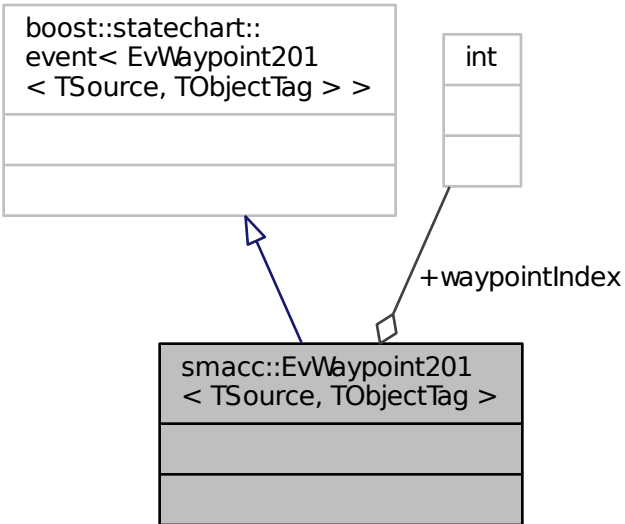 boost::statechart::
event< EvWaypoint201
< TSource, TObjectTag > >
int
+waypointIndex
smacc::EvWaypoint201
< TSource, TObjectTag >